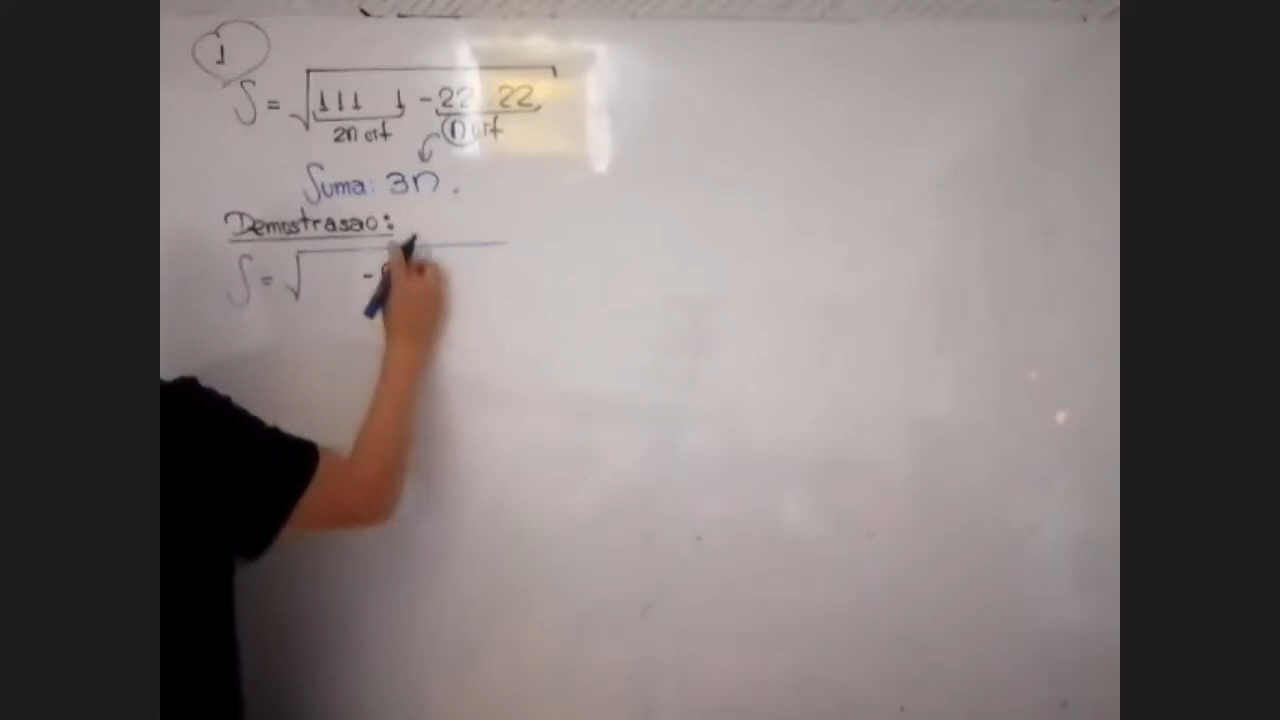 1
S = √111 1 - 22 . 22
2n cif n cif
Suma: 3n.
Demostrasao:
S = √ -